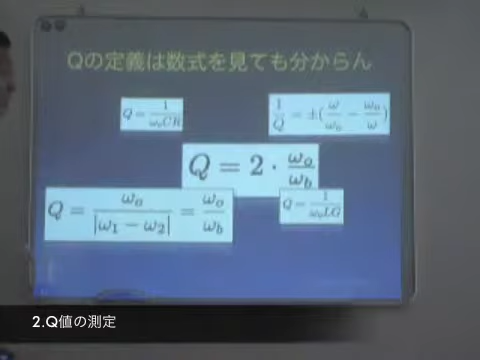 Qの定義は数式を見ても分からん
Q = 1/(ω₀CR)
1/Q = ±(ω/ω₀ − ω₀/ω)
Q = 2 · ω₀/ω_b
Q = ω₀/|ω₁ − ω₂| = ω₀/ω_b
Q = 1/(ω₀LG)
2.Q値の測定